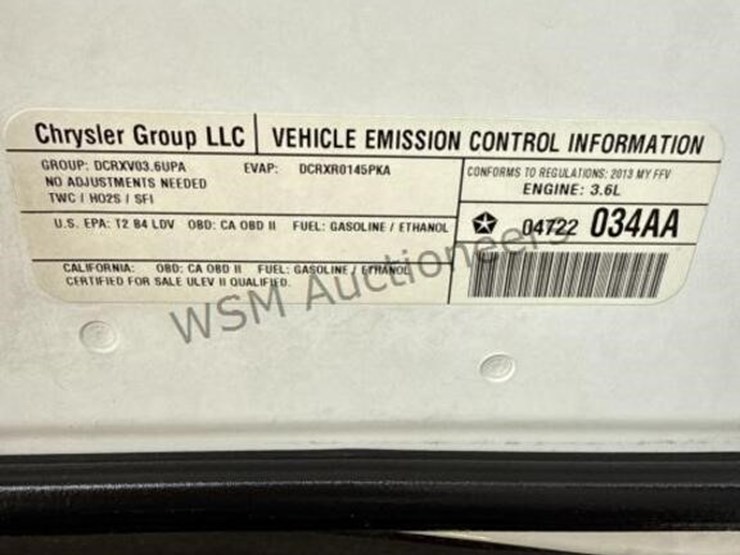 Chrysler Group LLC
VEHICLE EMISSION CONTROL INFORMATION
GROUP: DCRXV03.6UPA
EVAP: DCRXR0145PKA
NO ADJUSTMENTS NEEDED
TWC / HO2S / SFI
CONFORMS TO REGULATIONS: 2013 MY FFV
ENGINE: 3.6L
U.S. EPA: T2 B4 LDV OBD: CA OBD II FUEL: GASOLINE / ETHANOL
04722 034AA
CALIFORNIA: OBD: CA OBD II FUEL: GASOLINE / ETHANOL
CERTIFIED FOR SALE ULEV II QUALIFIED.
WSM Auctioneers